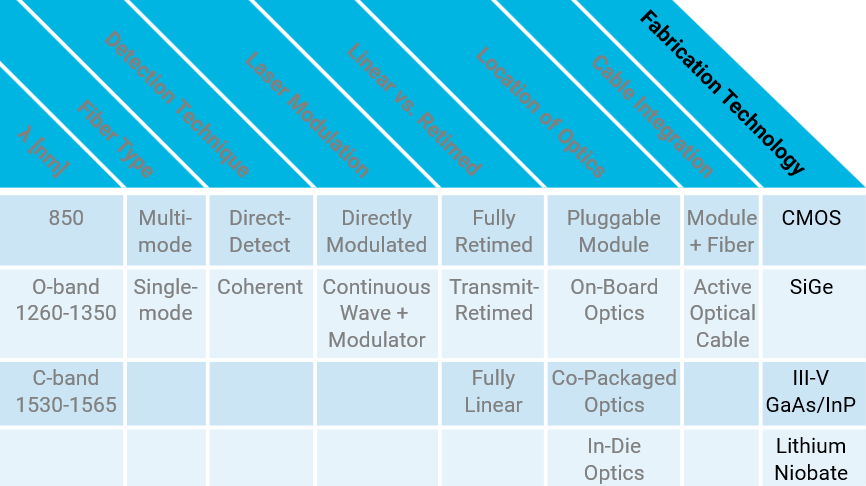 λ [nm]
Fiber Type
Detection Technique
Laser Modulation
Linear vs. Retimed
Location of Optics
Cable Integration
Fabrication Technology
850
Multi-
mode
Direct-
Detect
Directly
Modulated
Fully
Retimed
Pluggable
Module
Module
+ Fiber
CMOS
O-band
1260-1350
Single-
mode
Coherent
Continuous
Wave +
Modulator
Transmit-
Retimed
On-Board
Optics
Active
Optical
Cable
SiGe
C-band
1530-1565
Fully
Linear
Co-Packaged
Optics
III-V
GaAs/InP
In-Die
Optics
Lithium
Niobate